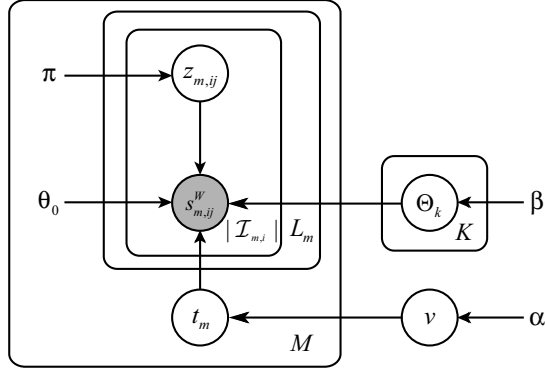 π
z_{m,ij}
θ_0
s^W_{m,ij}
Θ_k
β
| ℐ_{m,i} |
L_m
K
t_m
v
α
M